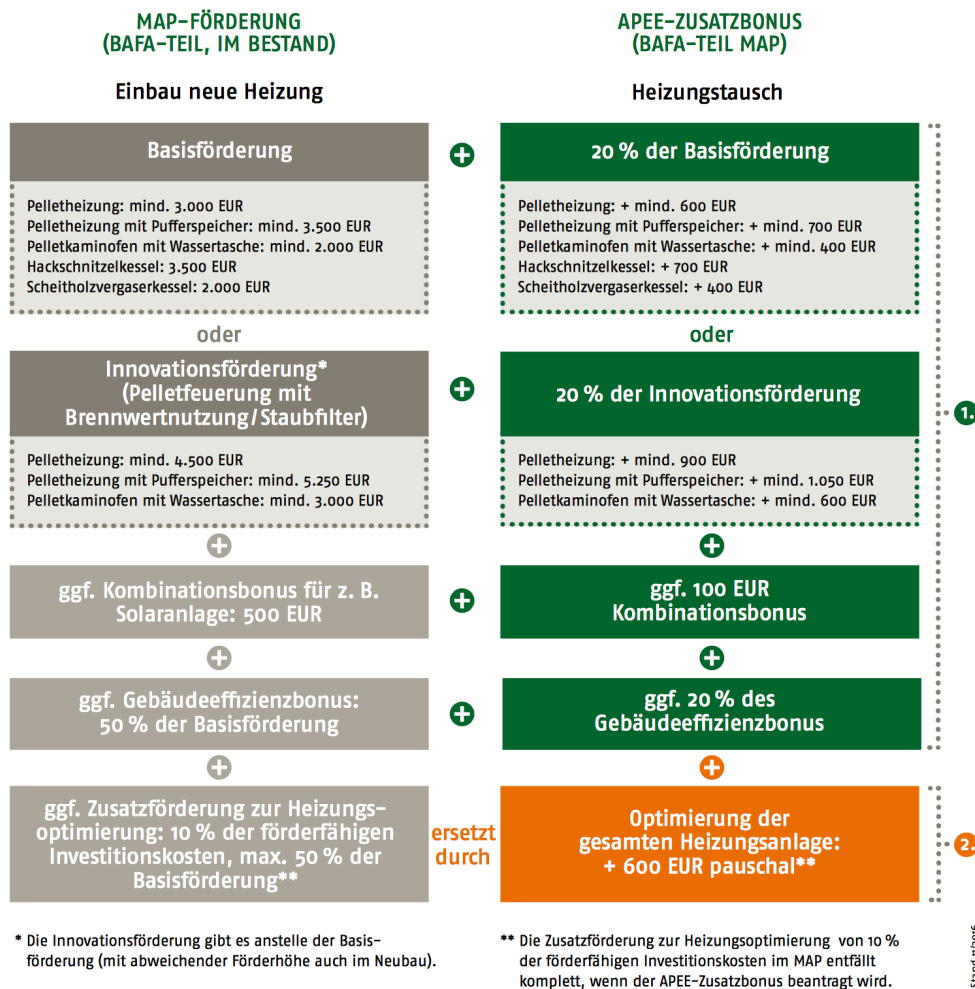 MAP-FÖRDERUNG
(BAFA-TEIL, IM BESTAND)
Einbau neue Heizung
APEE-ZUSATZBONUS
(BAFA-TEIL MAP)
Heizungstausch
Basisförderung
+
20 % der Basisförderung
Pelletheizung: mind. 3.000 EUR
Pelletheizung mit Pufferspeicher: mind. 3.500 EUR
Pelletkaminofen mit Wassertasche: mind. 2.000 EUR
Hackschnitzelkessel: 3.500 EUR
Scheitholzvergaserkessel: 2.000 EUR
Pelletheizung: + mind. 600 EUR
Pelletheizung mit Pufferspeicher: + mind. 700 EUR
Pelletkaminofen mit Wassertasche: + mind. 400 EUR
Hackschnitzelkessel: + 700 EUR
Scheitholzvergaserkessel: + 400 EUR
oder
oder
Innovationsförderung*
(Pelletfeuerung mit
Brennwertnutzung/Staubfilter)
+
20 % der Innovationsförderung
1.
Pelletheizung: mind. 4.500 EUR
Pelletheizung mit Pufferspeicher: mind. 5.250 EUR
Pelletkaminofen mit Wassertasche: mind. 3.000 EUR
Pelletheizung: + mind. 900 EUR
Pelletheizung mit Pufferspeicher: + mind. 1.050 EUR
Pelletkaminofen mit Wassertasche: + mind. 600 EUR
+
+
ggf. Kombinationsbonus für z. B.
Solaranlage: 500 EUR
+
ggf. 100 EUR
Kombinationsbonus
+
+
ggf. Gebäudeeffizienzbonus:
50 % der Basisförderung
+
ggf. 20 % des
Gebäudeeffizienzbonus
+
+
ggf. Zusatzförderung zur Heizungs-
optimierung: 10 % der förderfähigen
Investitionskosten, max. 50 % der
Basisförderung**
ersetzt
durch
Optimierung der
gesamten Heizungsanlage:
+ 600 EUR pauschal**
2.
* Die Innovationsförderung gibt es anstelle der Basis-
förderung (mit abweichender Förderhöhe auch im Neubau).
** Die Zusatzförderung zur Heizungsoptimierung von 10 %
der förderfähigen Investitionskosten im MAP entfällt
komplett, wenn der APEE-Zusatzbonus beantragt wird.
Stand 11/2016